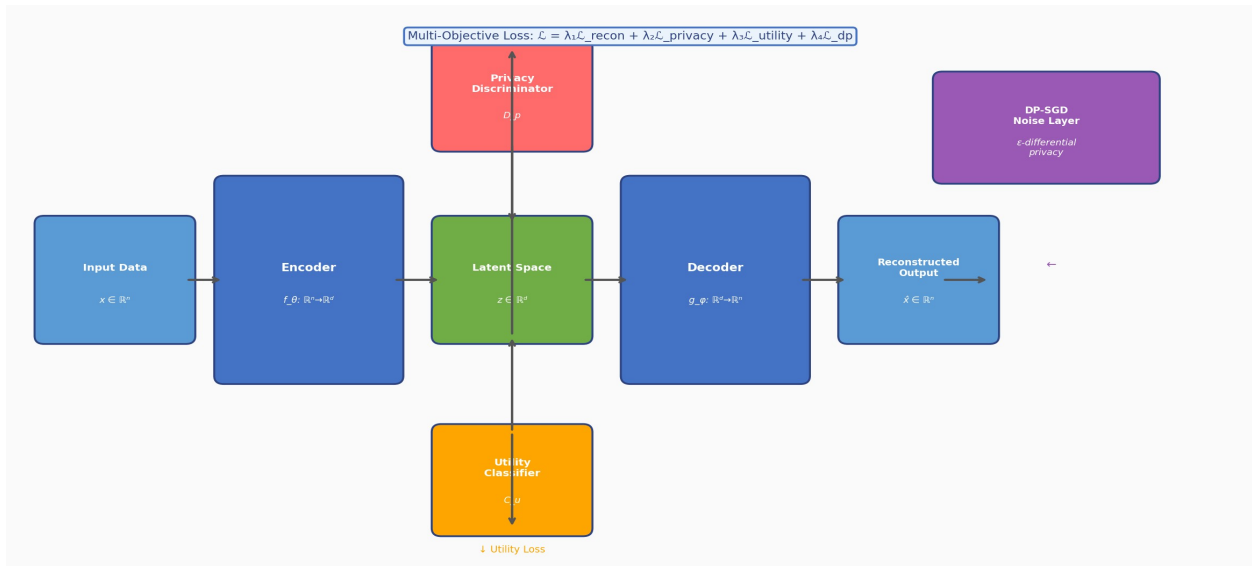 Multi-Objective Loss: ℒ = λ₁ℒ_recon + λ₂ℒ_privacy + λ₃ℒ_utility + λ₄ℒ_dp
Privacy
Discriminator
D_p
DP-SGD
Noise Layer
ε-differential
privacy
Input Data
x ∈ ℝⁿ
Encoder
f_θ: ℝⁿ→ℝᵈ
Latent Space
z ∈ ℝᵈ
Decoder
g_φ: ℝᵈ→ℝⁿ
Reconstructed
Output
x̂ ∈ ℝⁿ
←
Utility
Classifier
C_u
↓ Utility Loss